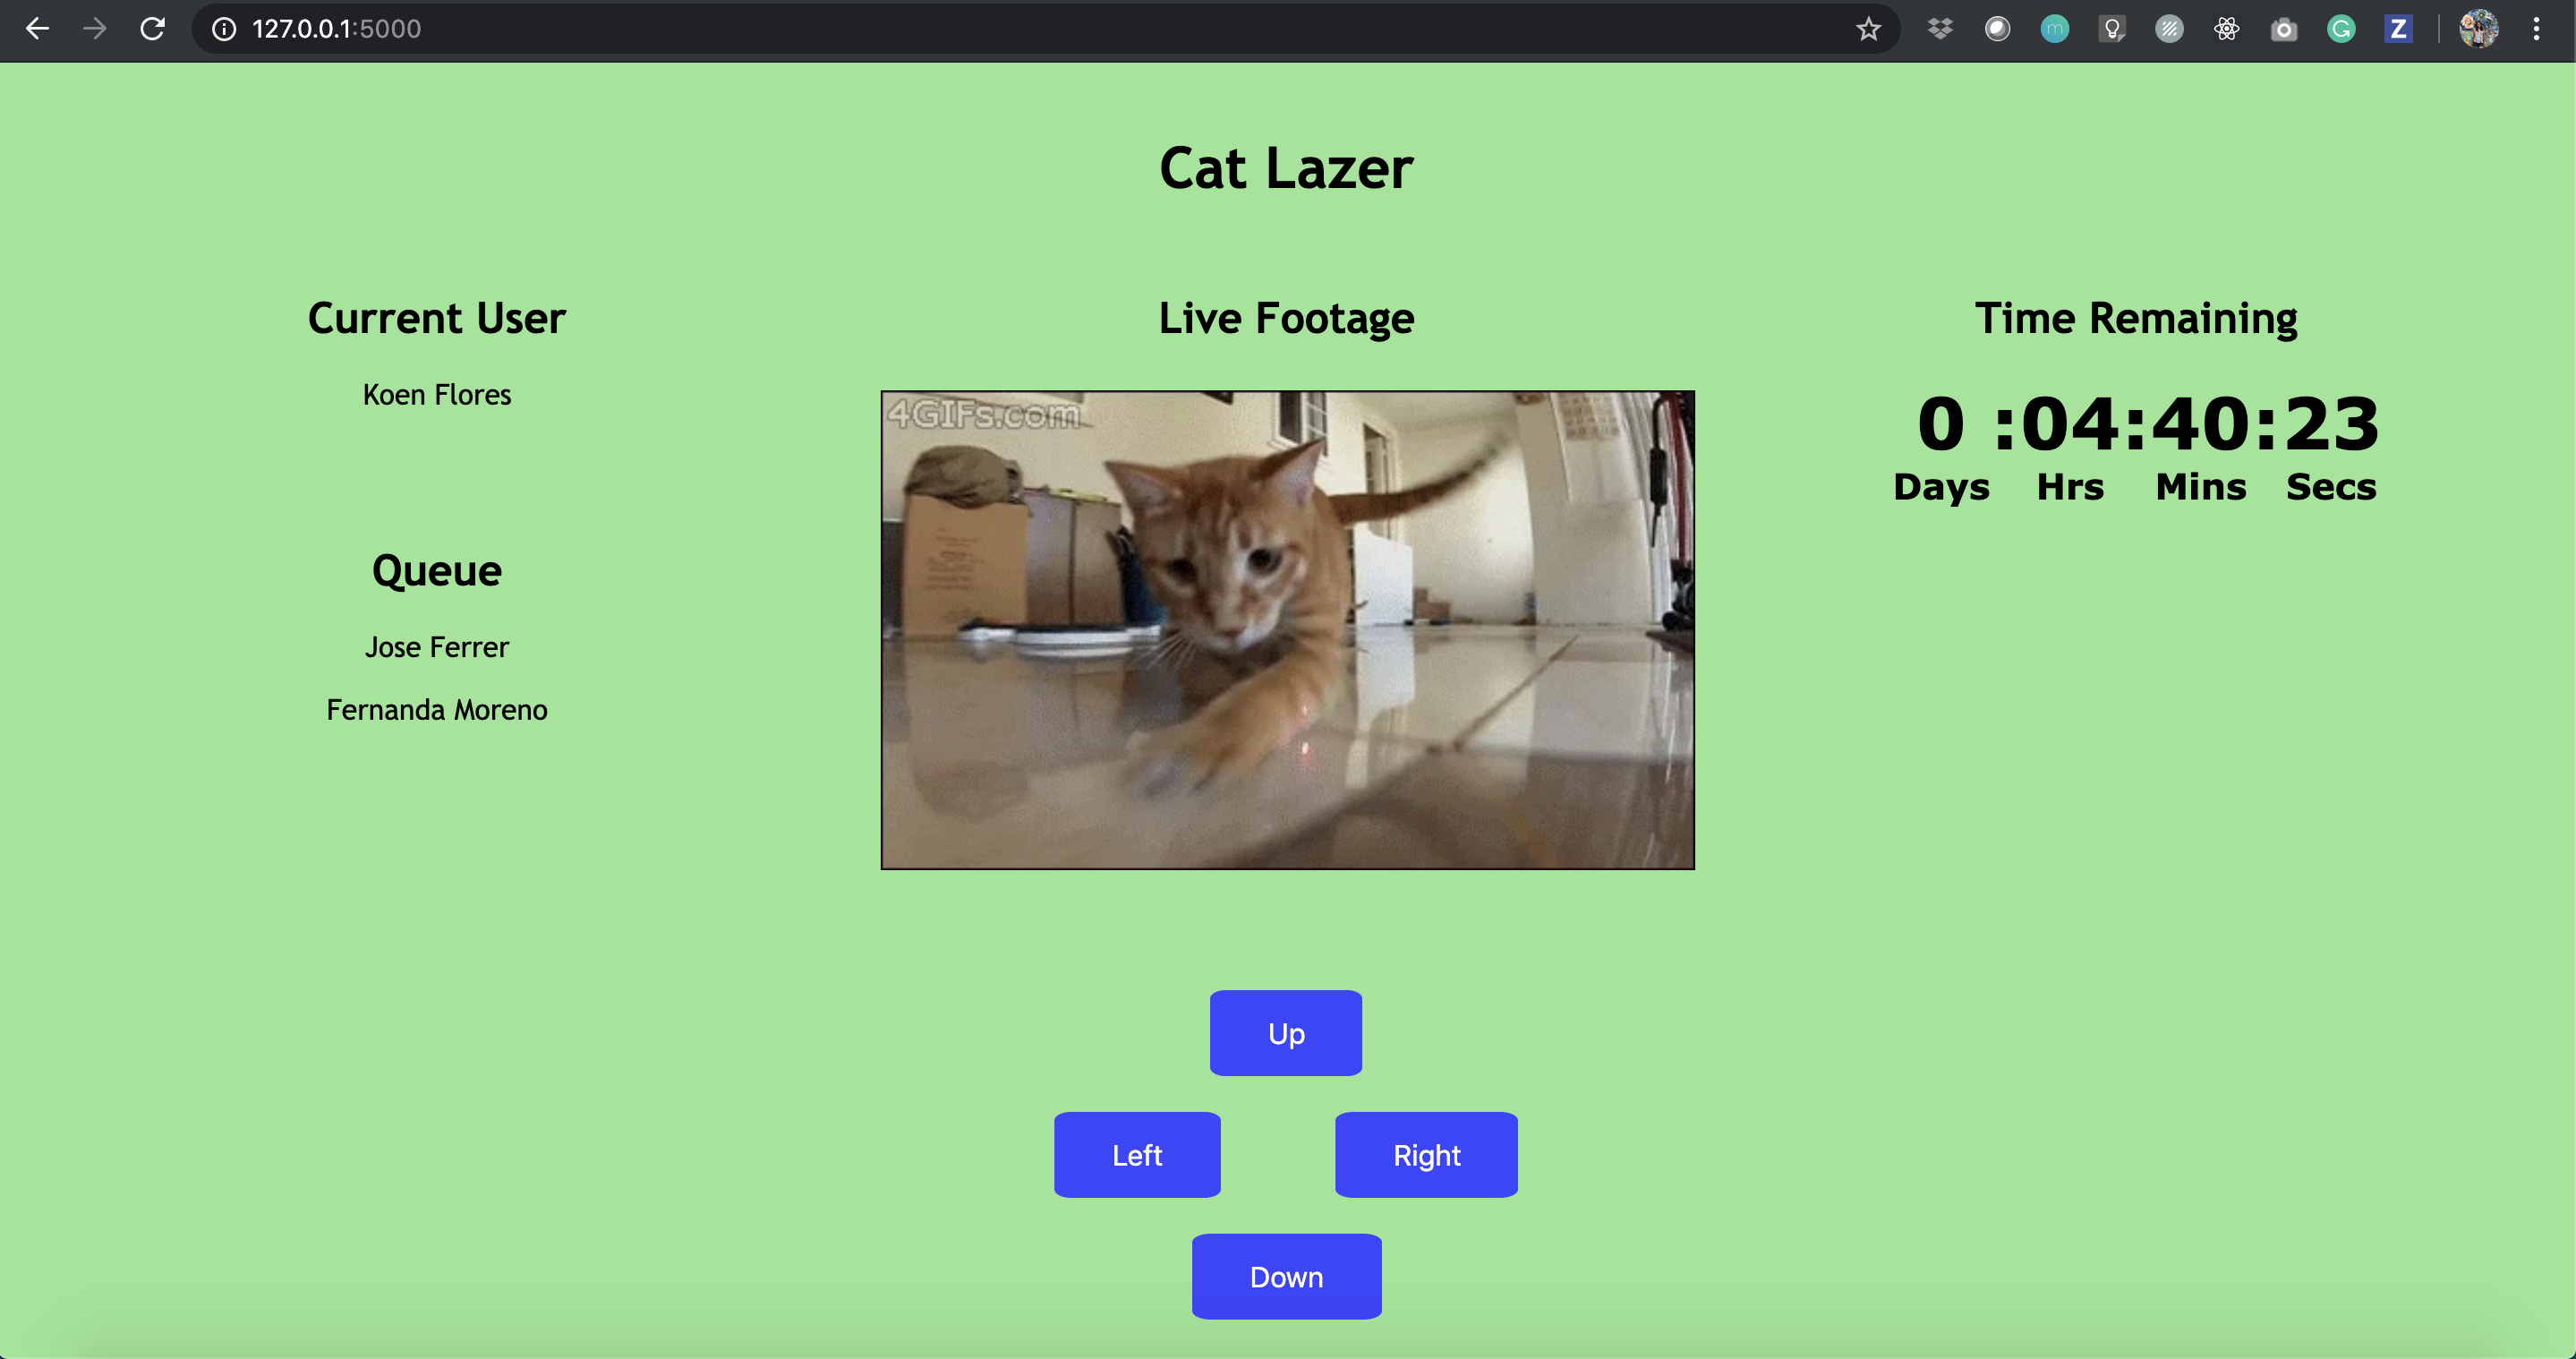 127.0.0.1:5000
Cat Lazer
Current User
Koen Flores
Queue
Jose Ferrer
Fernanda Moreno
Live Footage
4GIFs.com
Time Remaining
0 :04:40:23
Days Hrs Mins Secs
Up
Left Right
Down